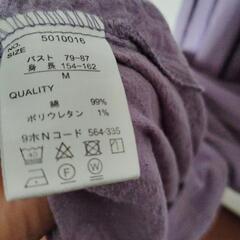 NO. 5010016
SIZE
バスト 79-87
身長 154-162
M
QUALITY
綿 99%
ポリウレタン 1%
9ホNコード 564-335